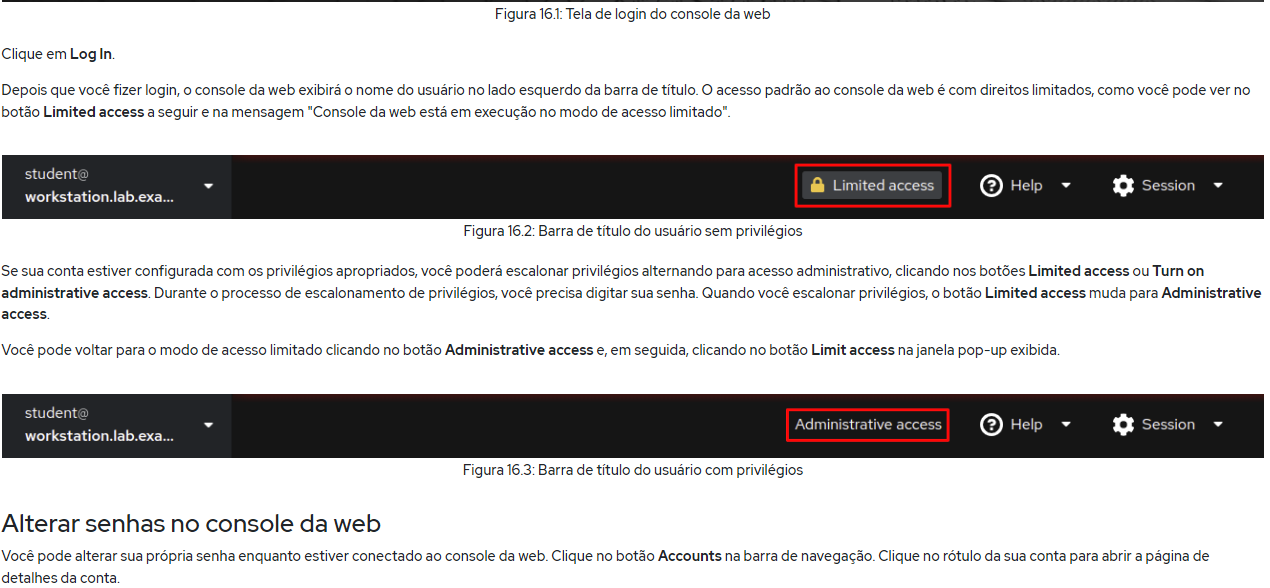 Figura 16.1: Tela de login do console da web
Clique em Log In.
Depois que você fizer login, o console da web exibirá o nome do usuário no lado esquerdo da barra de título. O acesso padrão ao console da web é com direitos limitados, como você pode ver no
botão Limited access a seguir e na mensagem "Console da web está em execução no modo de acesso limitado".
student@
workstation.lab.exa...
Limited access
Help
Session
Figura 16.2: Barra de título do usuário sem privilégios
Se sua conta estiver configurada com os privilégios apropriados, você poderá escalonar privilégios alternando para acesso administrativo, clicando nos botões Limited access ou Turn on
administrative access. Durante o processo de escalonamento de privilégios, você precisa digitar sua senha. Quando você escalonar privilégios, o botão Limited access muda para Administrative
access.
Você pode voltar para o modo de acesso limitado clicando no botão Administrative access e, em seguida, clicando no botão Limit access na janela pop-up exibida.
student@
workstation.lab.exa...
Administrative access
Help
Session
Figura 16.3: Barra de título do usuário com privilégios
Alterar senhas no console da web
Você pode alterar sua própria senha enquanto estiver conectado ao console da web. Clique no botão Accounts na barra de navegação. Clique no rótulo da sua conta para abrir a página de
detalhes da conta.